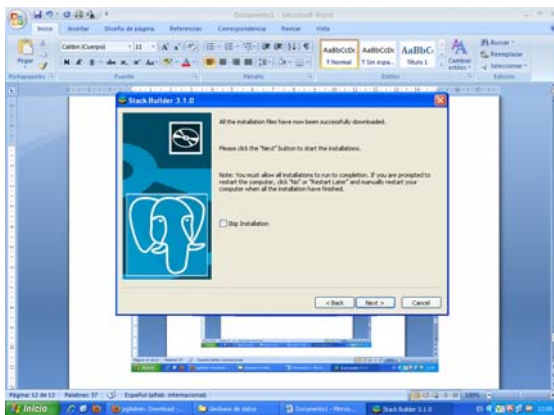 Documento1 - Microsoft Word
Inicio Insertar Diseño de página Referencias Correspondencia Revisar Vista
Calibri (Cuerpo) 11
AaBbCcDc AaBbCcDc AaBbC
Pegar N K S 1 Normal 1 Sin espa... Título 1 Cambiar estilos
Buscar
Reemplazar
Seleccionar
Portapapeles Fuente Párrafo Estilos Edición
Stack Builder 3.1.0
All the installation files have now been successfully downloaded.
Please click the "Next" button to start the installations.
Note: You must allow all installations to run to completion. If you are prompted to
restart the computer, click "No" or "Restart Later" and manually restart your
computer when all the installation have finished.
Skip Installation
< Back Next > Cancel
Página: 12 de 12 Palabras: 37 Español (alfab. internacional)
Inicio Documento1 - Micros... Stack Builder 3.1.0